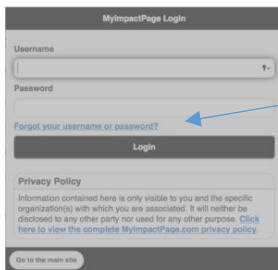 MyImpactPage Login
Username
Password
Forgot your username or password?
Login
Privacy Policy
Information contained here is only visible to you and the specific
organization(s) with which you are associated. It will neither be
disclosed to any other party nor used for any other purpose. Click
here to view the complete MyImpactPage.com privacy policy.
Go to the main site